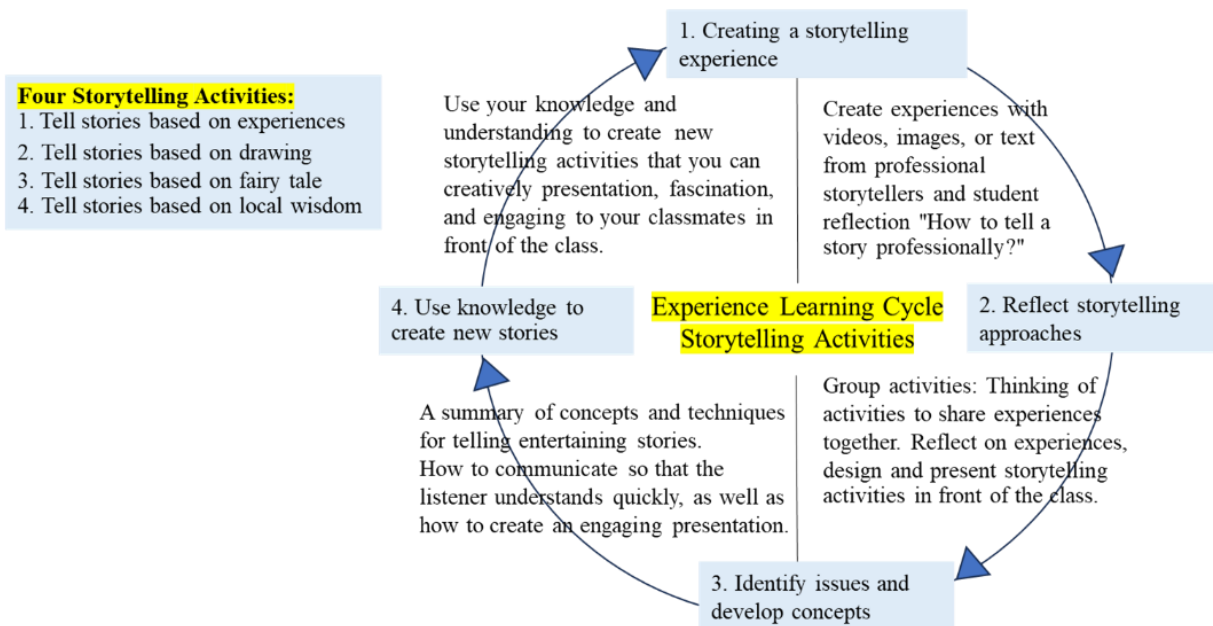 Four Storytelling Activities:
1. Tell stories based on experiences
2. Tell stories based on drawing
3. Tell stories based on fairy tale
4. Tell stories based on local wisdom
1. Creating a storytelling
experience
Use your knowledge and
understanding to create new
storytelling activities that you can
creatively presentation, fascination,
and engaging to your classmates in
front of the class.
Create experiences with
videos, images, or text
from professional
storytellers and student
reflection "How to tell a
story professionally?"
4. Use knowledge to
create new stories
Experience Learning Cycle
Storytelling Activities
2. Reflect storytelling
approaches
A summary of concepts and techniques
for telling entertaining stories.
How to communicate so that the
listener understands quickly, as well as
how to create an engaging presentation.
Group activities: Thinking of
activities to share experiences
together. Reflect on experiences,
design and present storytelling
activities in front of the class.
3. Identify issues and
develop concepts